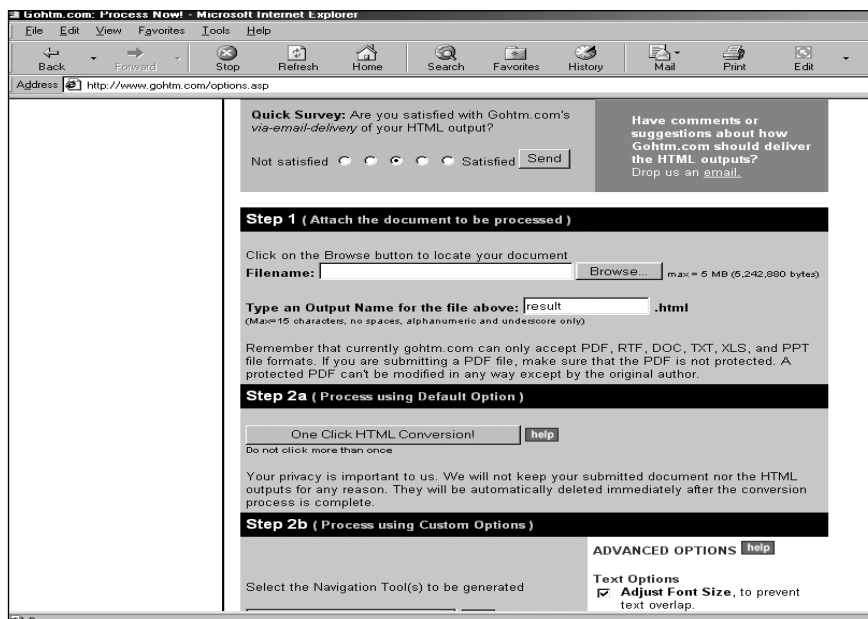 Gohtm.com: Process Now! - Microsoft Internet Explorer
File Edit View Favorites Tools Help
Back Forward Stop Refresh Home Search Favorites History Mail Print Edit
Address http://www.gohtm.com/options.asp
Quick Survey: Are you satisfied with Gohtm.com's
via-email-delivery of your HTML output?
Not satisfied Satisfied Send
Have comments or
suggestions about how
Gohtm.com should deliver
the HTML outputs?
Drop us an email.
Step 1 ( Attach the document to be processed )
Click on the Browse button to locate your document
Filename: Browse... max = 5 MB (5,242,880 bytes)
Type an Output Name for the file above: result .html
(Max=15 characters, no spaces, alphanumeric and underscore only)
Remember that currently gohtm.com can only accept PDF, RTF, DOC, TXT, XLS, and PPT
file formats. If you are submitting a PDF file, make sure that the PDF is not protected. A
protected PDF can't be modified in any way except by the original author.
Step 2a ( Process using Default Option )
One Click HTML Conversion! help
Do not click more than once
Your privacy is important to us. We will not keep your submitted document nor the HTML
outputs for any reason. They will be automatically deleted immediately after the conversion
process is complete.
Step 2b ( Process using Custom Options )
Select the Navigation Tool(s) to be generated
ADVANCED OPTIONS help
Text Options
Adjust Font Size, to prevent
text overlap.